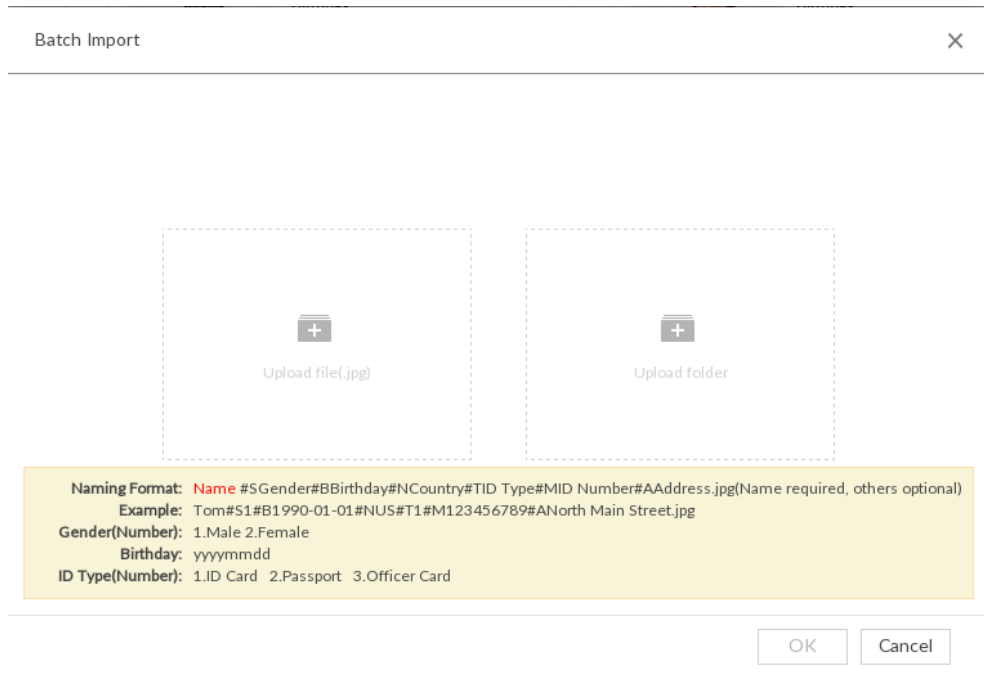 Batch Import
Upload file(.jpg)
Upload folder
Naming Format: Name #SGender#BBirthday#NCountry#TID Type#MID Number#AAddress.jpg(Name required, others optional)
Example: Tom#S1#B1990-01-01#NUS#T1#M123456789#ANorth Main Street.jpg
Gender(Number): 1.Male 2.Female
Birthday: yyyymmdd
ID Type(Number): 1.ID Card 2.Passport 3.Officer Card
OK
Cancel